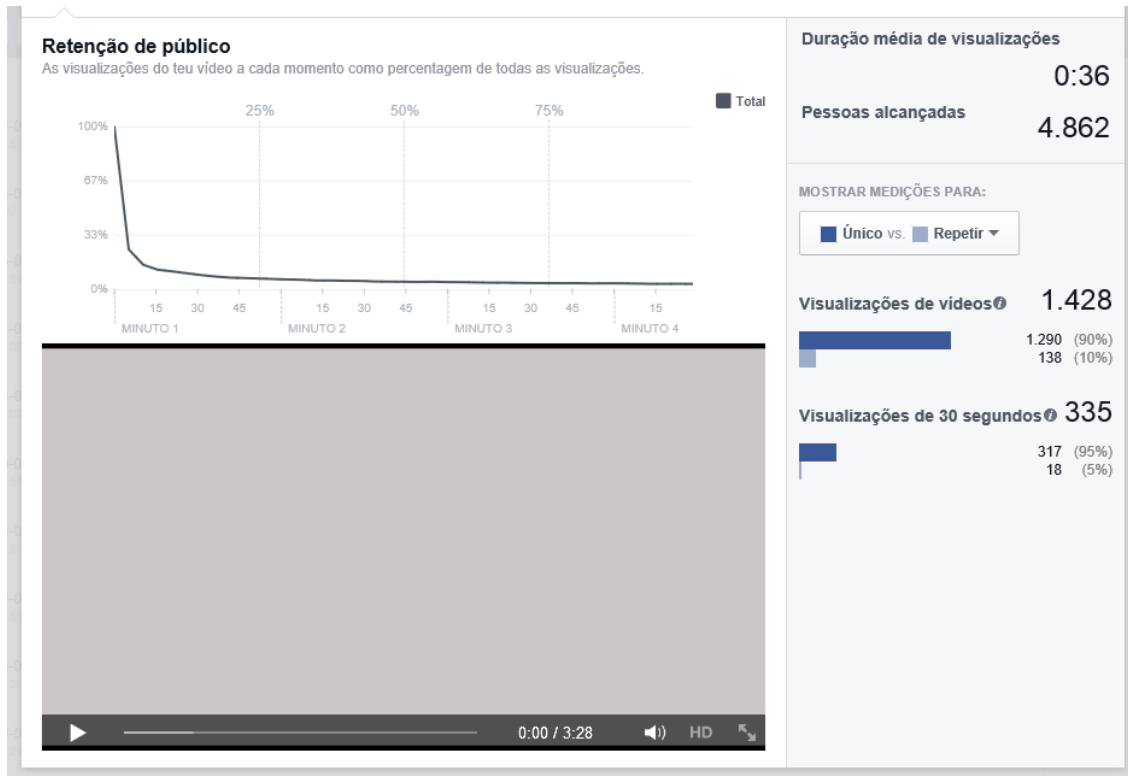 Retenção de público
As visualizações do teu vídeo a cada momento como percentagem de todas as visualizações.
Total
25% 50% 75%
100%
67%
33%
0%
15 30 45 15 30 45 15 30 45 15
MINUTO 1 MINUTO 2 MINUTO 3 MINUTO 4
0:00 / 3:28 HD
Duração média de visualizações
0:36
Pessoas alcançadas
4.862
MOSTRAR MEDIÇÕES PARA:
Único vs. Repetir
Visualizações de vídeos 1.428
1.290 (90%)
138 (10%)
Visualizações de 30 segundos 335
317 (95%)
18 (5%)